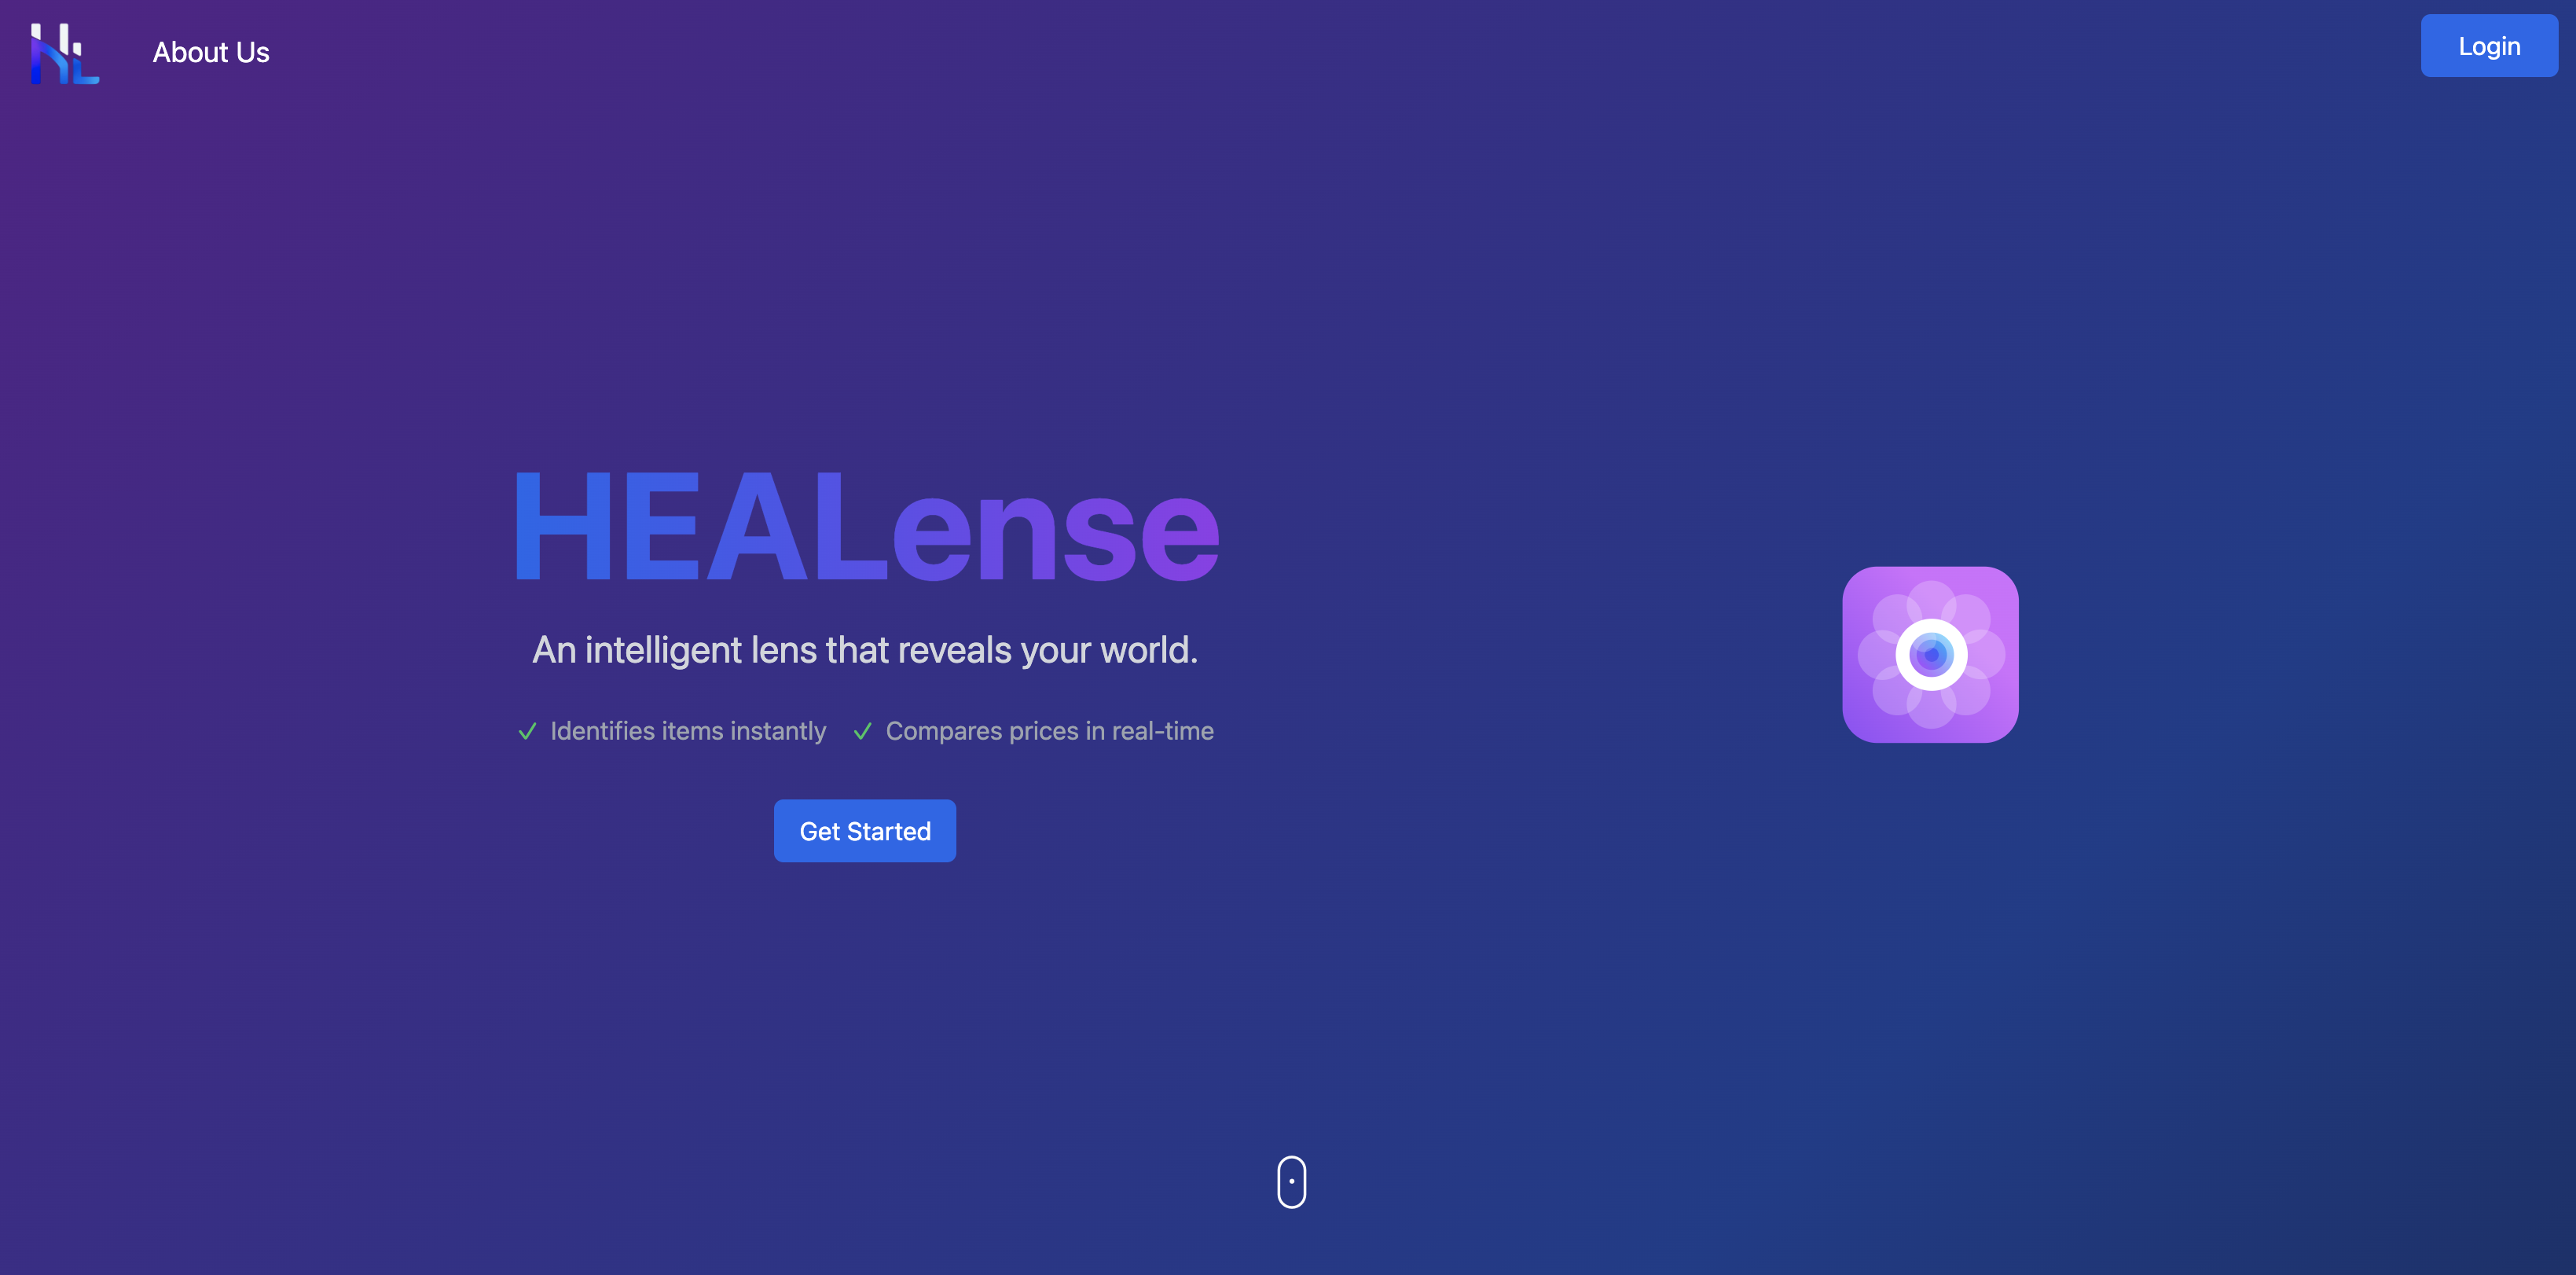 HL
About Us
Login
HEALense
An intelligent lens that reveals your world.
✓ Identifies items instantly ✓ Compares prices in real-time
Get Started